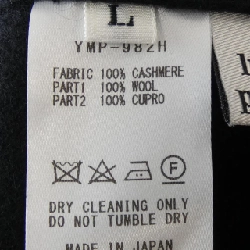 L
YMP-982H
FABRIC 100% CASHMERE
PART1 100% WOOL
PART2 100% CUPRO
F
DRY CLEANING ONLY
DO NOT TUMBLE DRY
MADE IN JAPAN